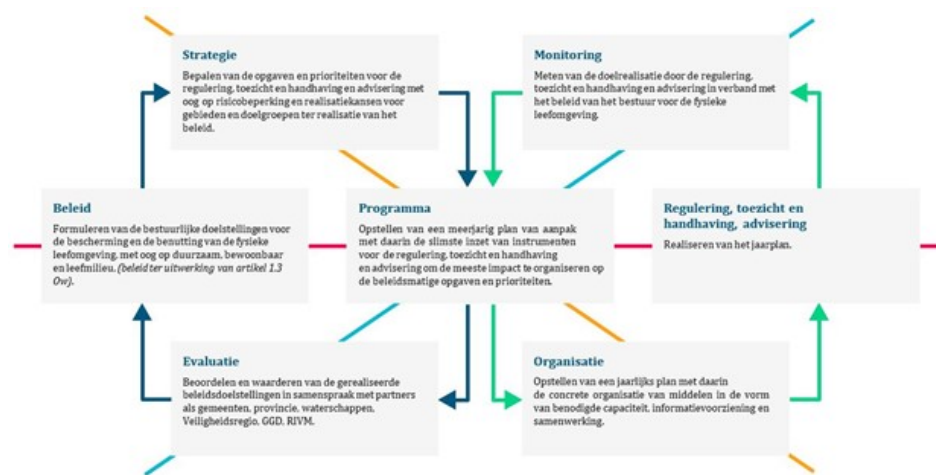 Strategie
Bepalen van de opgaven en prioriteiten voor de
regulering, toezicht en handhaving en advisering met
oog op risicobeperking en realisatiekansen voor
gebieden en doelgroepen ter realisatie van het
beleid.
Monitoring
Meten van de doelrealisatie door de regulering,
toezicht en handhaving en advisering in verband met
het beleid van het bestuur voor de fysieke
leefomgeving.
Beleid
Formuleren van de bestuurlijke doelstellingen voor
de bescherming en de benutting van de fysieke
leefomgeving, met oog op duurzaam, bewoonbaar
en leefmilieu. (beleid ter uitwerking van artikel 1.3
Ow).
Programma
Opstellen van een meerjarig plan van aanpak
met daarin de slimste inzet van instrumenten
voor de regulering, toezicht en handhaving
en advisering om de meeste impact te organiseren op
de beleidsmatige opgaven en prioriteiten.
Regulering, toezicht en
handhaving, advisering
Realiseren van het jaarplan.
Evaluatie
Beoordelen en waarderen van de gerealiseerde
beleidsdoelstellingen in samenspraak met partners
als gemeenten, provincie, waterschappen,
Veiligheidsregio, GGD, RIVM.
Organisatie
Opstellen van een jaarlijks plan met daarin
de concrete organisatie van middelen in de vorm
van benodigde capaciteit, informatievoorziening en
samenwerking.